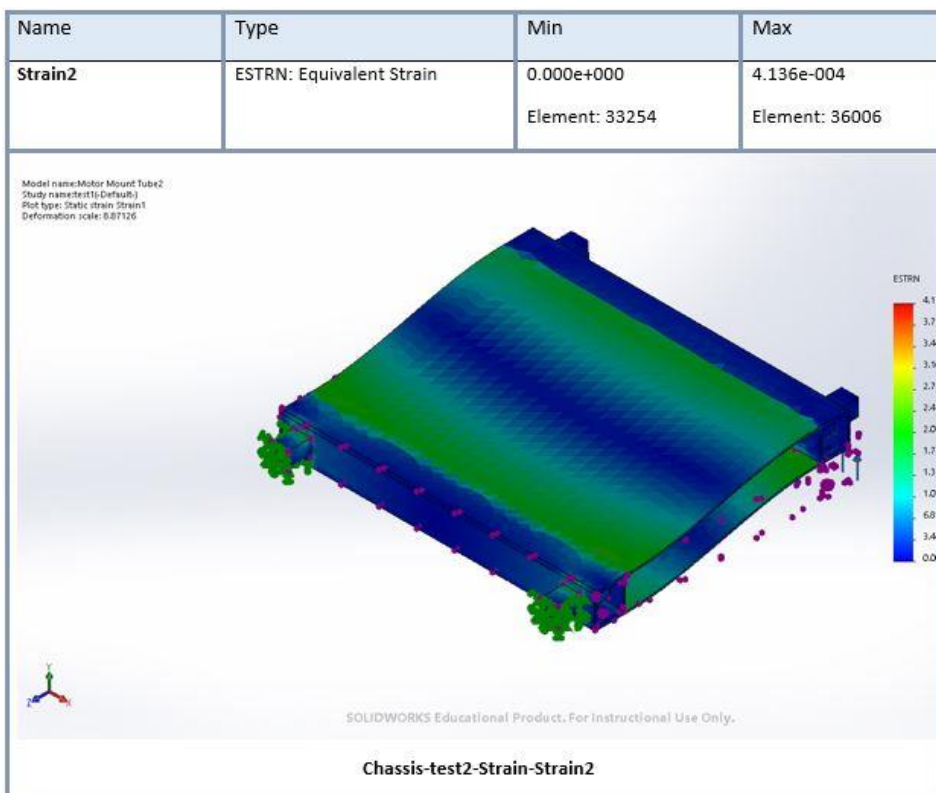 Name Type Min Max
Strain2 ESTRN: Equivalent Strain 0.000e+000 4.136e-004
Element: 33254 Element: 36006
Model name:Motor Mount Tube2
Study name:test1(-Default-)
Plot type: Static strain Strain1
Deformation scale: 8.87126
ESTRN
Y
Z X
SOLIDWORKS Educational Product. For Instructional Use Only.
Chassis-test2-Strain-Strain2